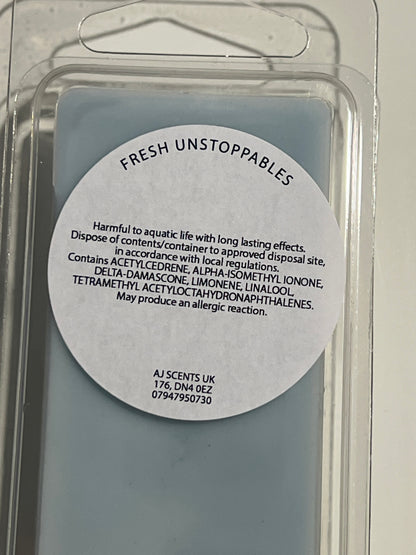 FRESH UNSTOPPABLES
Harmful to aquatic life with long lasting effects.
Dispose of contents/container to approved disposal site,
in accordance with local regulations.
Contains ACETYLCEDRENE, ALPHA-ISOMETHYL IONONE,
DELTA-DAMASCONE, LIMONENE, LINALOOL,
TETRAMETHYL ACETYLOCTAHYDRONAPHTHALENES.
May produce an allergic reaction.
AJ SCENTS UK
176, DN4 0EZ
07947950730